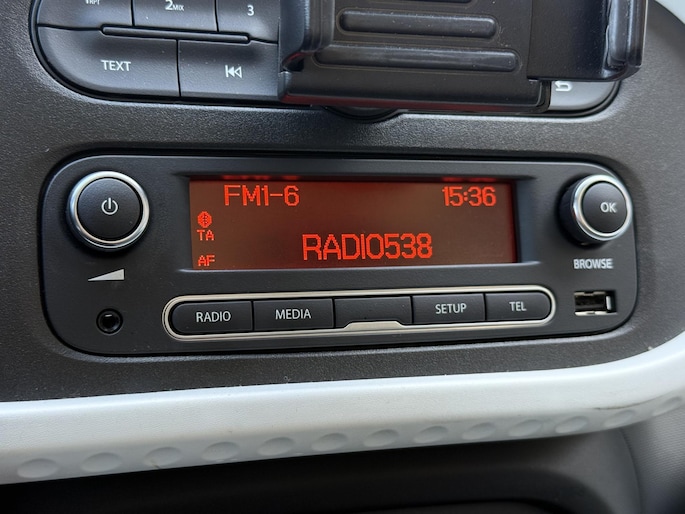 2MIX
3
TEXT
FM1-6 15:36
TA
AF
RADIO538
OK
BROWSE
RADIO MEDIA SETUP TEL